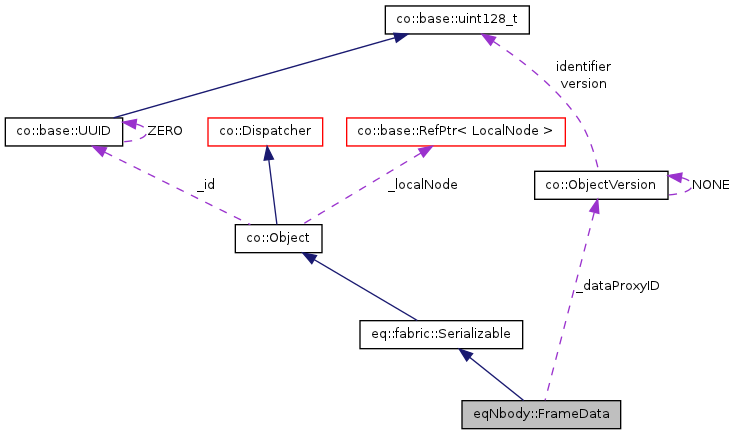 co::base::uint128_t
identifier
version
co::base::UUID
ZERO
co::Dispatcher
co::base::RefPtr< LocalNode >
_id
_localNode
co::ObjectVersion
NONE
co::Object
_dataProxyID
eq::fabric::Serializable
eqNbody::FrameData